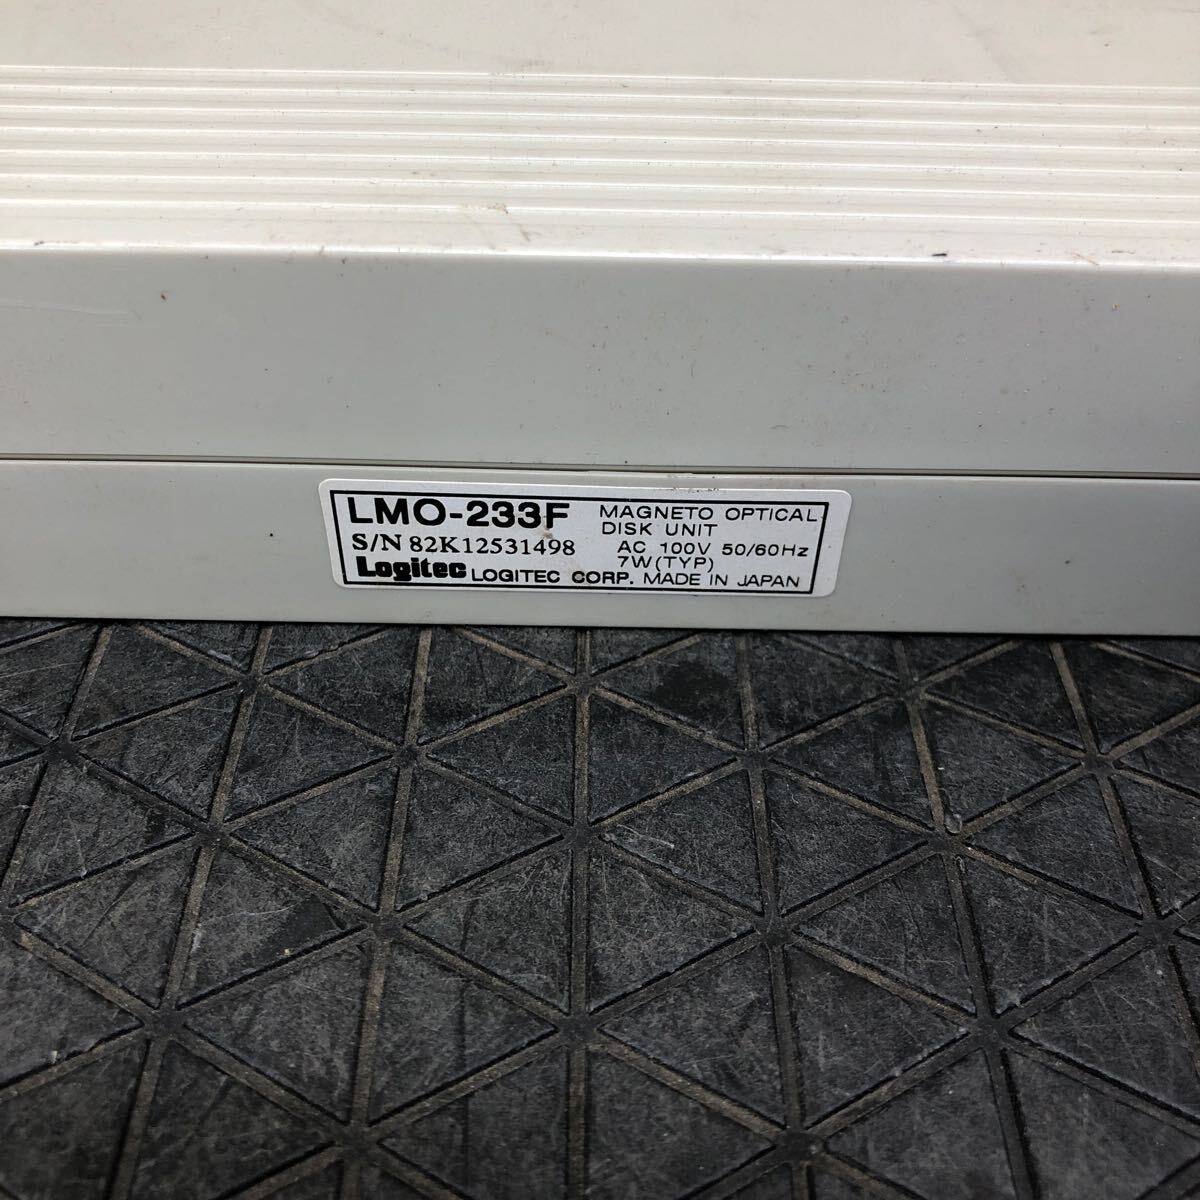 LMO-233F MAGNETO OPTICAL
DISK UNIT
S/N 82K12531498 AC 100V 50/60Hz
7W(TYP)
Logitec LOGITEC CORP. MADE IN JAPAN